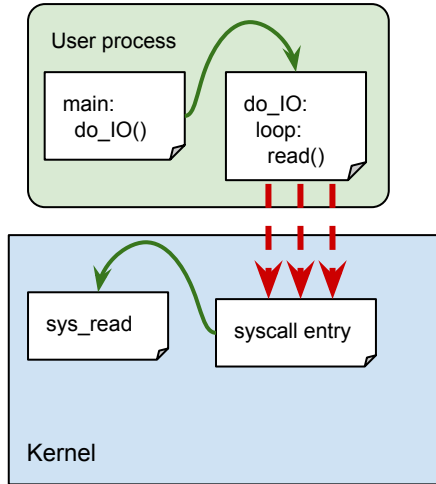 User process
main:
do_IO()
do_IO:
loop:
read()
sys_read
syscall entry
Kernel